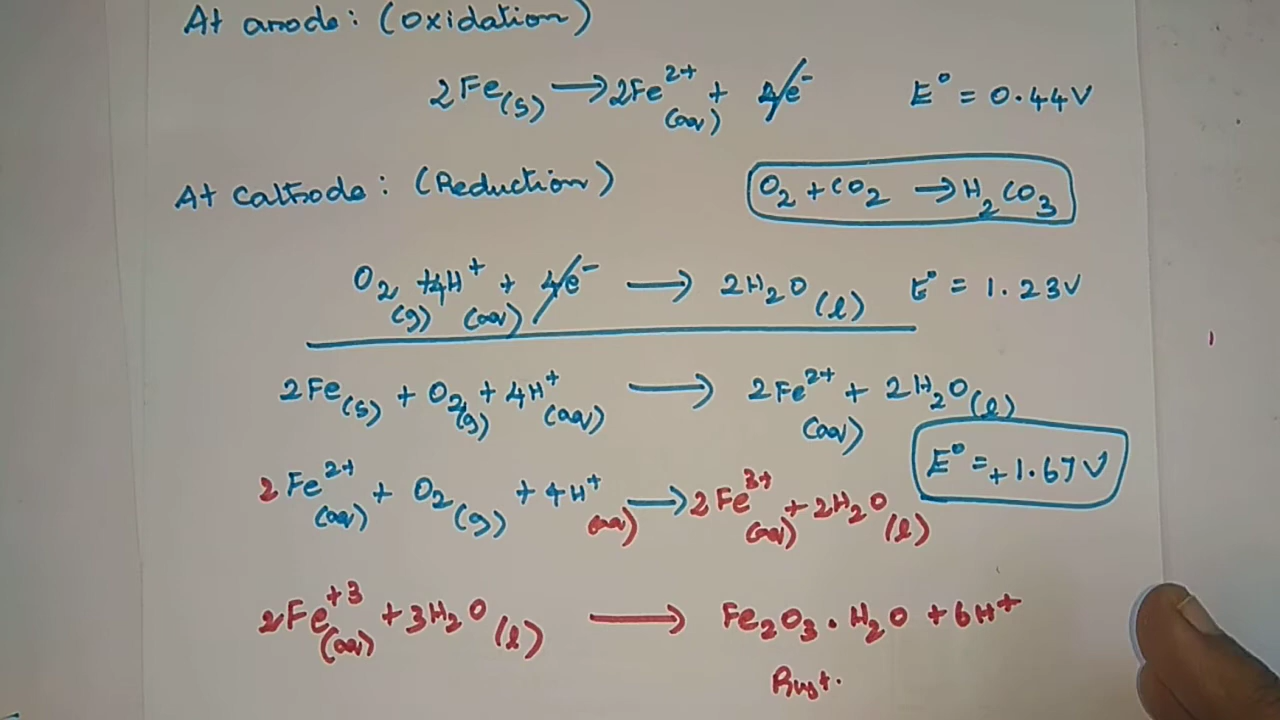 At anode: (Oxidation)
2Fe(s) → 2Fe²⁺(aq) + 4e⁻ E° = 0.44V
At Cathode: (Reduction)
O₂ + CO₂ → H₂CO₃
O₂(g) + 4H⁺(aq) + 4e⁻ → 2H₂O(l) E° = 1.23V
2Fe(s) + O₂(g) + 4H⁺(aq) → 2Fe²⁺(aq) + 2H₂O(l)
E° = +1.67V
2Fe²⁺(aq) + O₂(g) + 4H⁺(aq) → 2Fe³⁺(aq) + 2H₂O(l)
2Fe⁺³(aq) + 3H₂O(l) → Fe₂O₃·H₂O + 6H⁺
Rust.